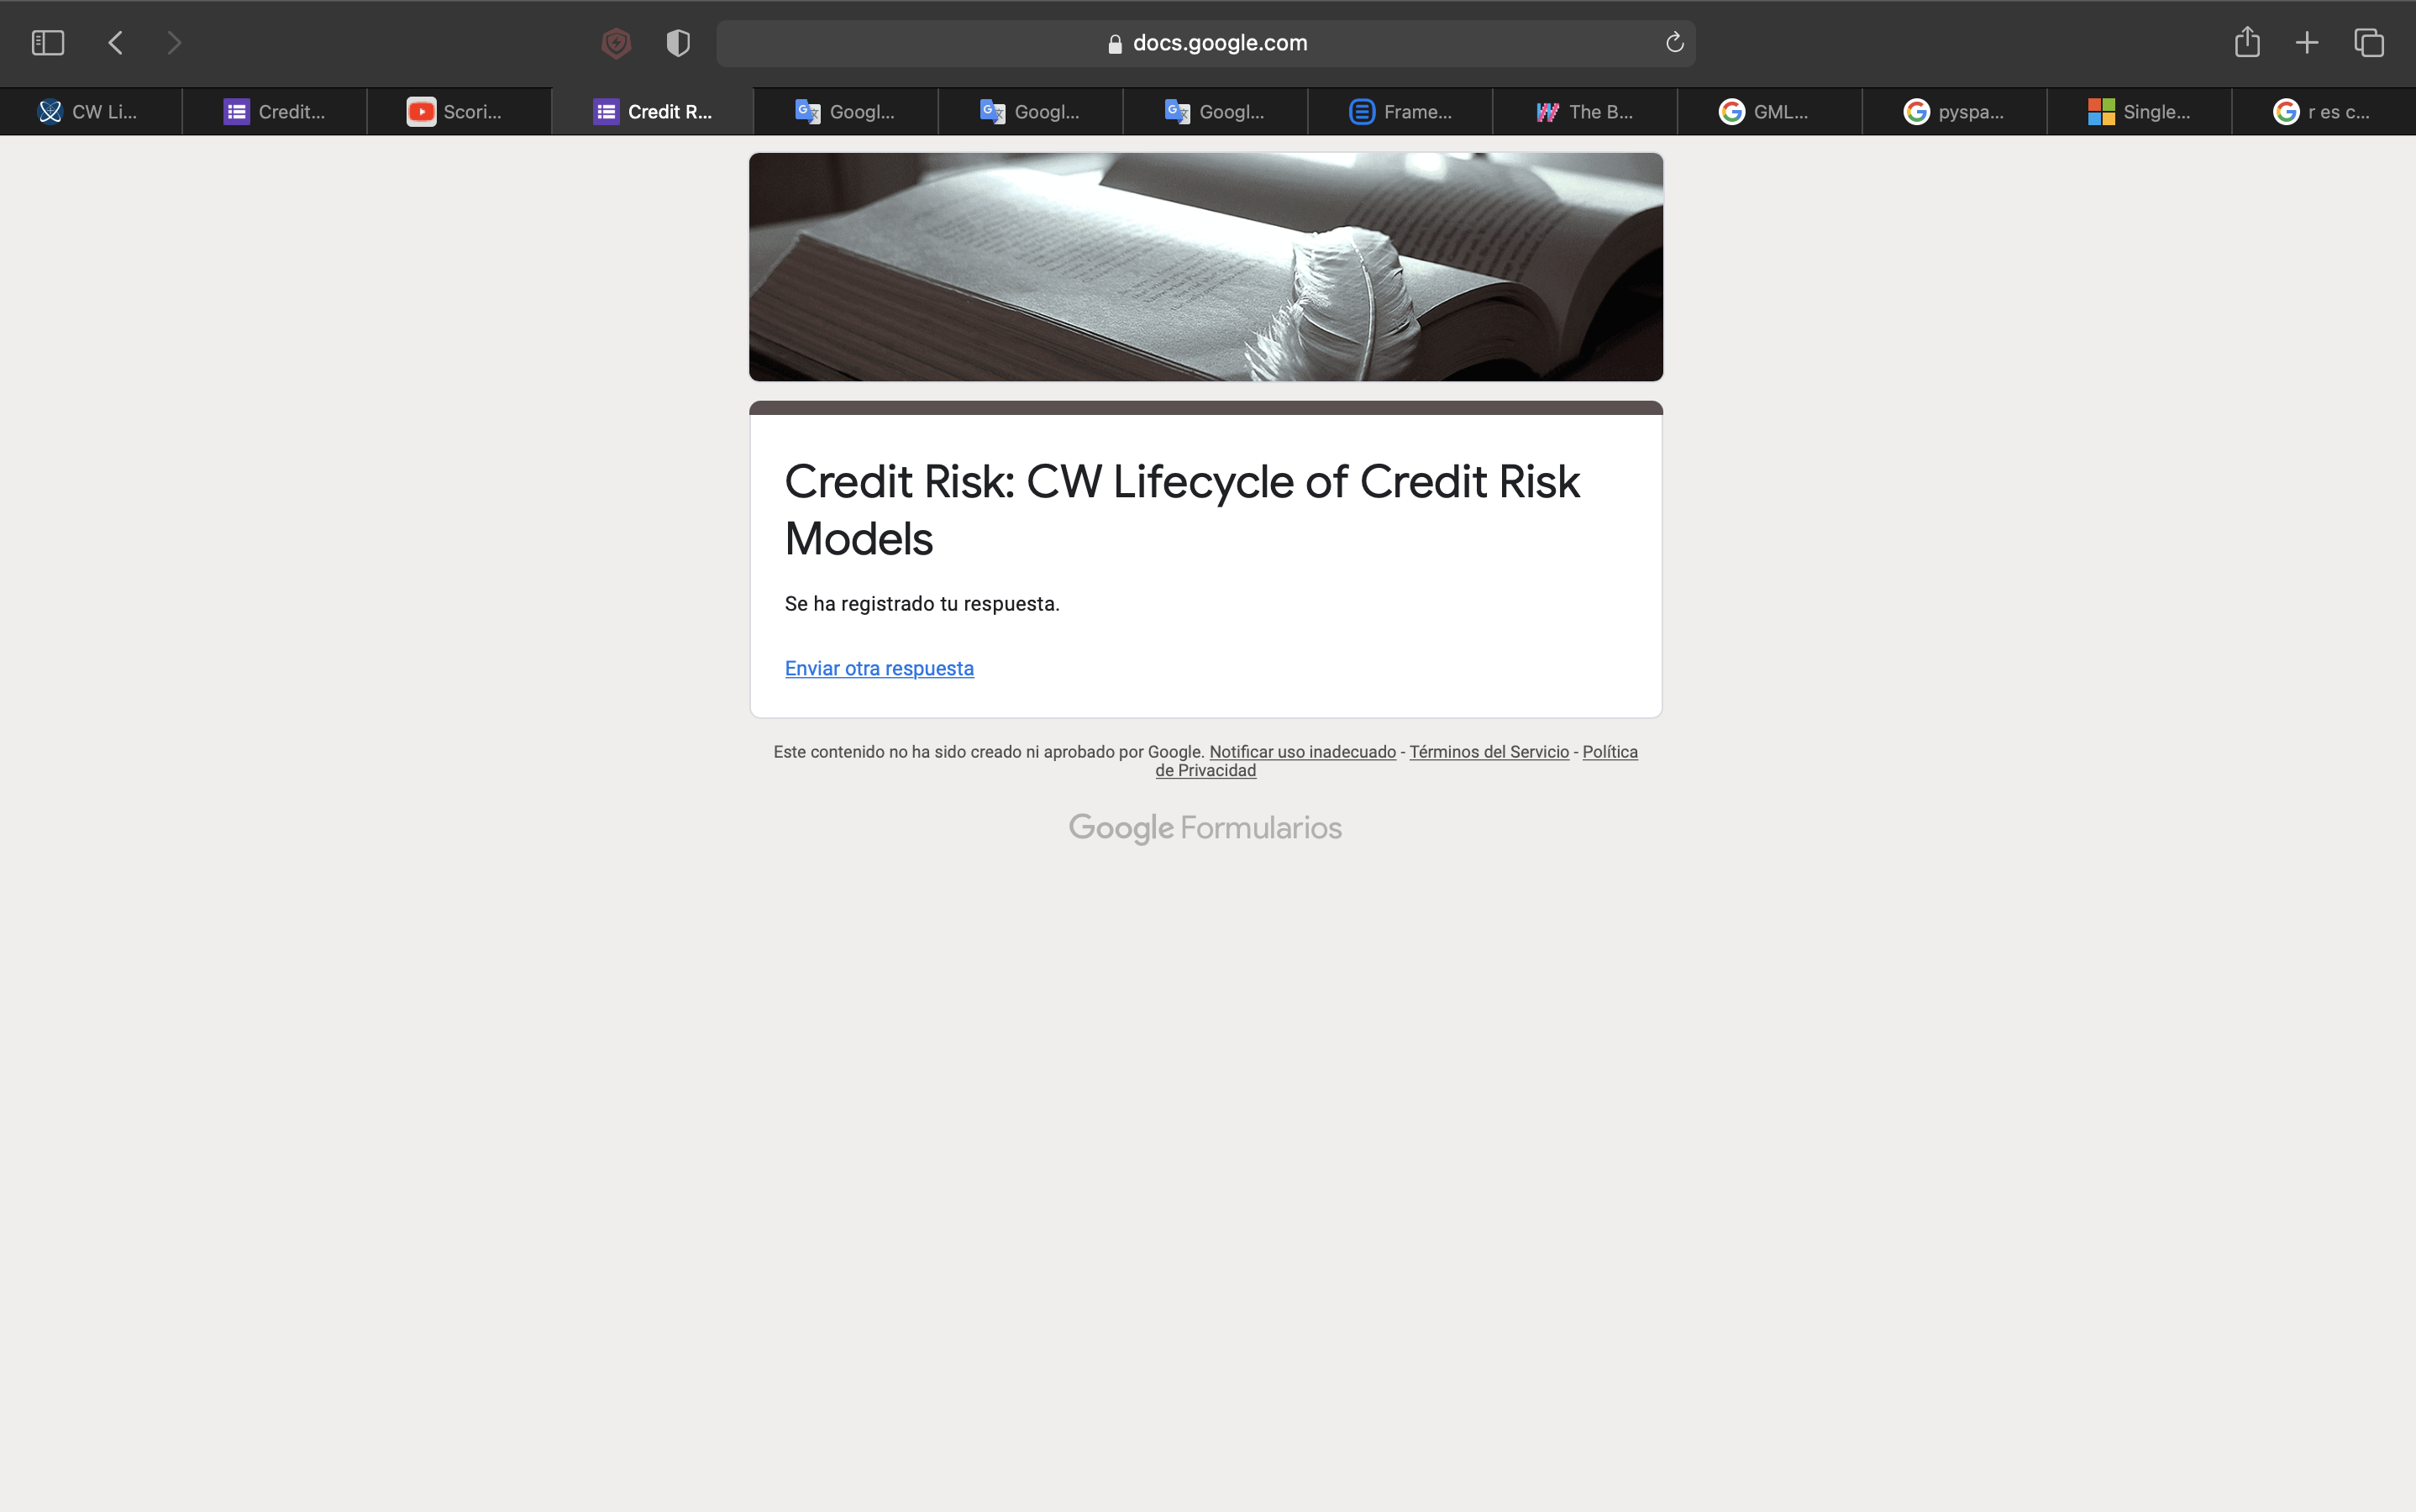 docs.google.com
CW Li...
Credit...
Scori...
Credit R...
Googl...
Googl...
Googl...
Frame...
The B...
GML...
pyspa...
Single...
r es c...
Credit Risk: CW Lifecycle of Credit Risk
Models
Se ha registrado tu respuesta.
Enviar otra respuesta
Este contenido no ha sido creado ni aprobado por Google. Notificar uso inadecuado - Términos del Servicio - Política
de Privacidad
Google Formularios